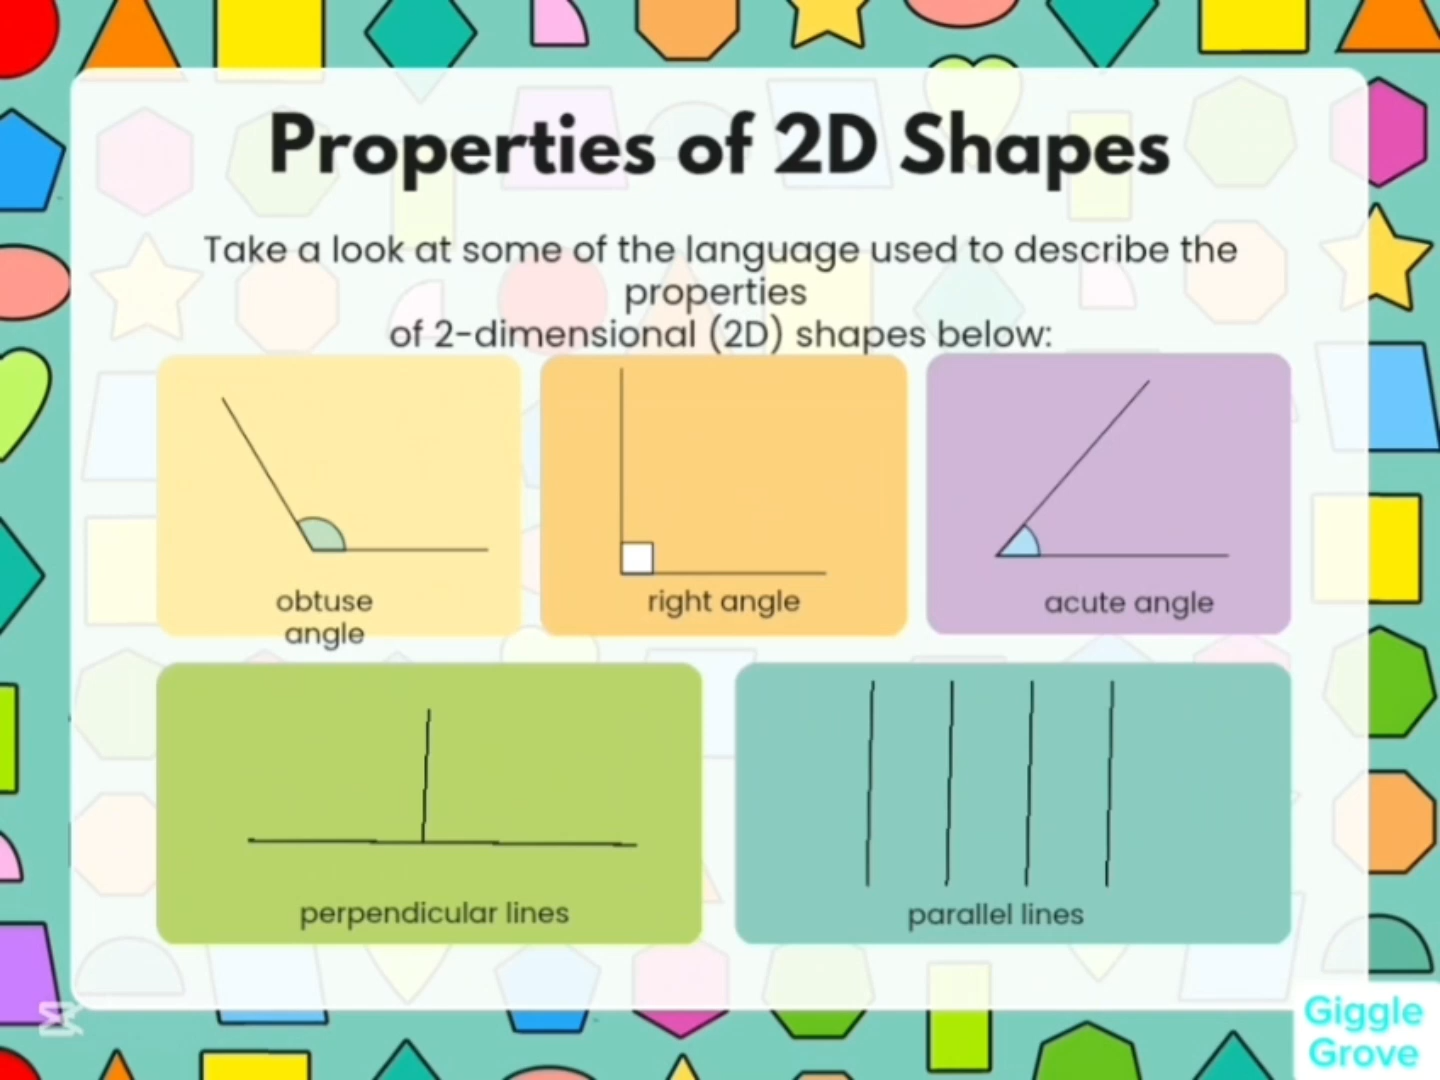 Properties of 2D Shapes
Take a look at some of the language used to describe the
properties
of 2-dimensional (2D) shapes below:
obtuse
angle
right angle
acute angle
perpendicular lines
parallel lines
Giggle
Grove